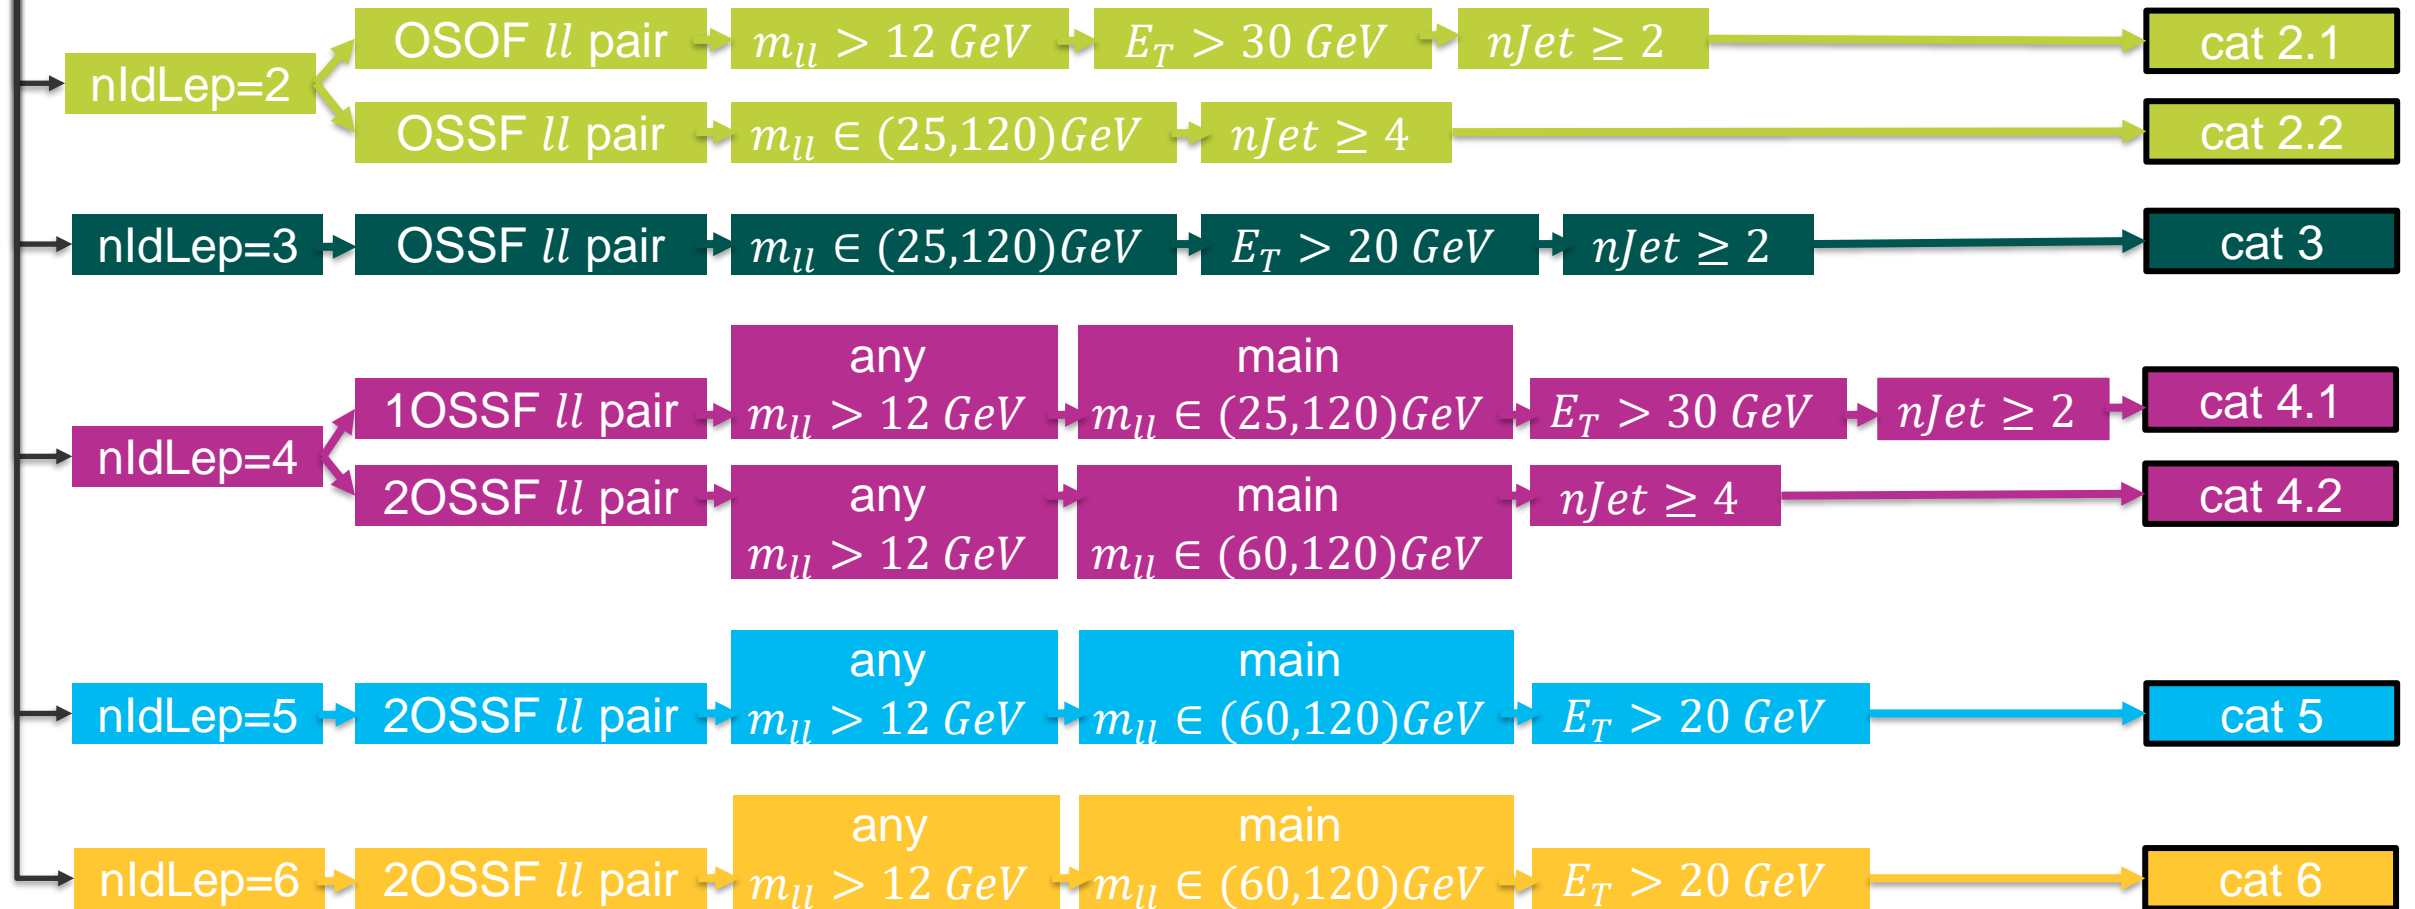 OSOF ll pair
m_ll > 12 GeV
E_T > 30 GeV
nJet ≥ 2
cat 2.1
nIdLep=2
OSSF ll pair
m_ll ∈ (25,120)GeV
nJet ≥ 4
cat 2.2
nIdLep=3
OSSF ll pair
m_ll ∈ (25,120)GeV
E_T > 20 GeV
nJet ≥ 2
cat 3
nIdLep=4
1OSSF ll pair
any
m_ll > 12 GeV
main
m_ll ∈ (25,120)GeV
E_T > 30 GeV
nJet ≥ 2
cat 4.1
2OSSF ll pair
any
m_ll > 12 GeV
main
m_ll ∈ (60,120)GeV
nJet ≥ 4
cat 4.2
nIdLep=5
2OSSF ll pair
any
m_ll > 12 GeV
main
m_ll ∈ (60,120)GeV
E_T > 20 GeV
cat 5
nIdLep=6
2OSSF ll pair
any
m_ll > 12 GeV
main
m_ll ∈ (60,120)GeV
E_T > 20 GeV
cat 6